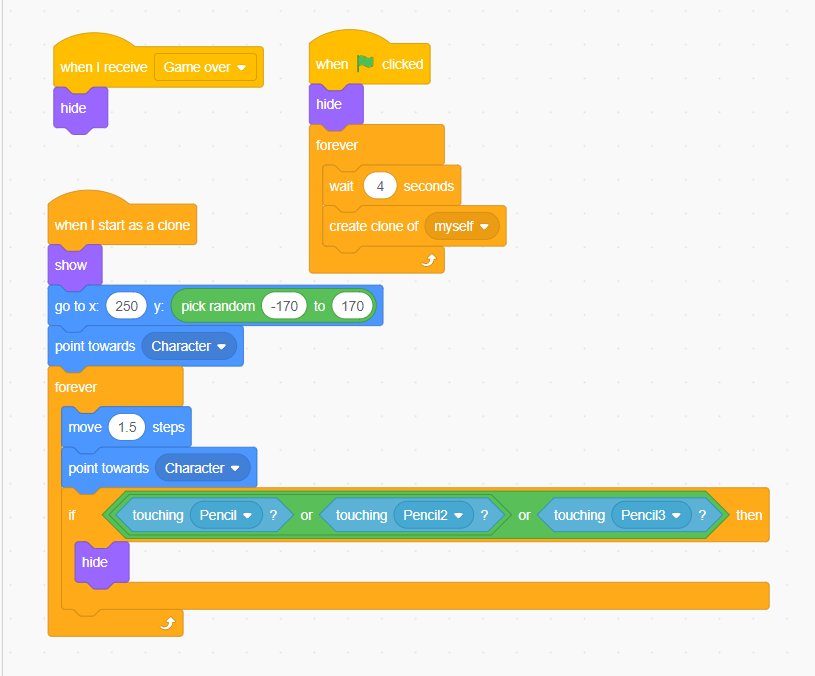 when I receive Game over
hide
when clicked
hide
forever
wait 4 seconds
create clone of myself
when I start as a clone
show
go to x: 250 y: pick random -170 to 170
point towards Character
forever
move 1.5 steps
point towards Character
if touching Pencil ? or touching Pencil2 ? or touching Pencil3 ? then
hide